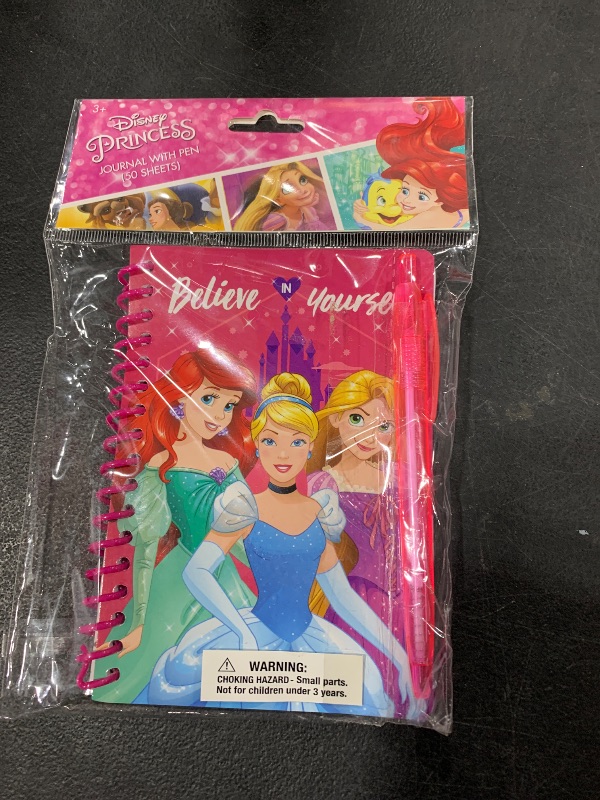 3+
Disney
PRINCESS
JOURNAL WITH PEN
(50 SHEETS)
Believe IN Yourse
WARNING:
CHOKING HAZARD - Small parts.
Not for children under 3 years.